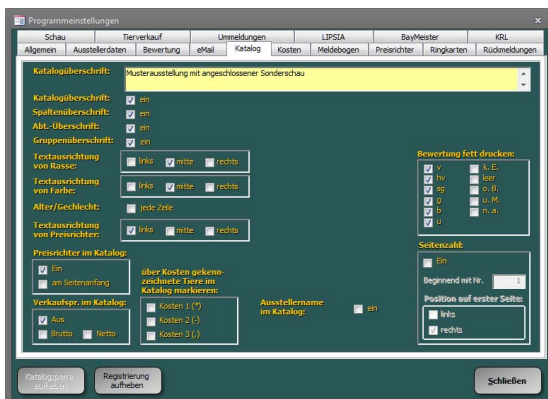 Programmeinstellungen
Schau Tierverkauf Ummeldungen LIPSIA BayMeister KRL
Allgemein Ausstellerdaten Bewertung eMail Katalog Kosten Meldebogen Preisrichter Ringkarten Rückmeldungen
Katalogüberschrift: Musterausstellung mit angeschlossener Sonderschau
Katalogüberschrift: ein
Spaltenüberschrift: ein
Abt.-Überschrift: ein
Gruppenüberschrift: ein
Textausrichtung
von Rasse: links mitte rechts
Textausrichtung
von Farbe: links mitte rechts
Alter/Gechlecht: jede Zeile
Textausrichtung
von Preisrichter: links mitte rechts
Bewertung fett drucken:
v k. E.
hv leer
sg o. B.
g u. M.
b n. a.
u
Preisrichter im Katalog:
Ein
am Seitenanfang
Verkaufspr. im Katalog:
Aus
Brutto Netto
über Kosten gekenn-
zeichnete Tiere im
Katalog markieren:
Kosten 1 (*)
Kosten 2 (-)
Kosten 3 (,)
Ausstellername
im Katalog: ein
Seitenzahl:
Ein
Beginnend mit Nr. 1
Position auf erster Seite:
links
rechts
Katalogsperre
aufheben
Registrierung
aufheben
Schließen